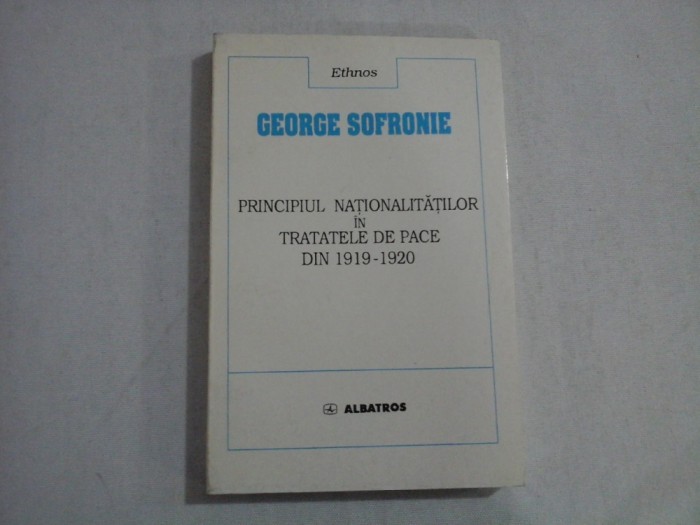 Ethnos
GEORGE SOFRONIE
PRINCIPIUL NAȚIONALITĂȚILOR
ÎN
TRATATELE DE PACE
DIN 1919-1920
ALBATROS